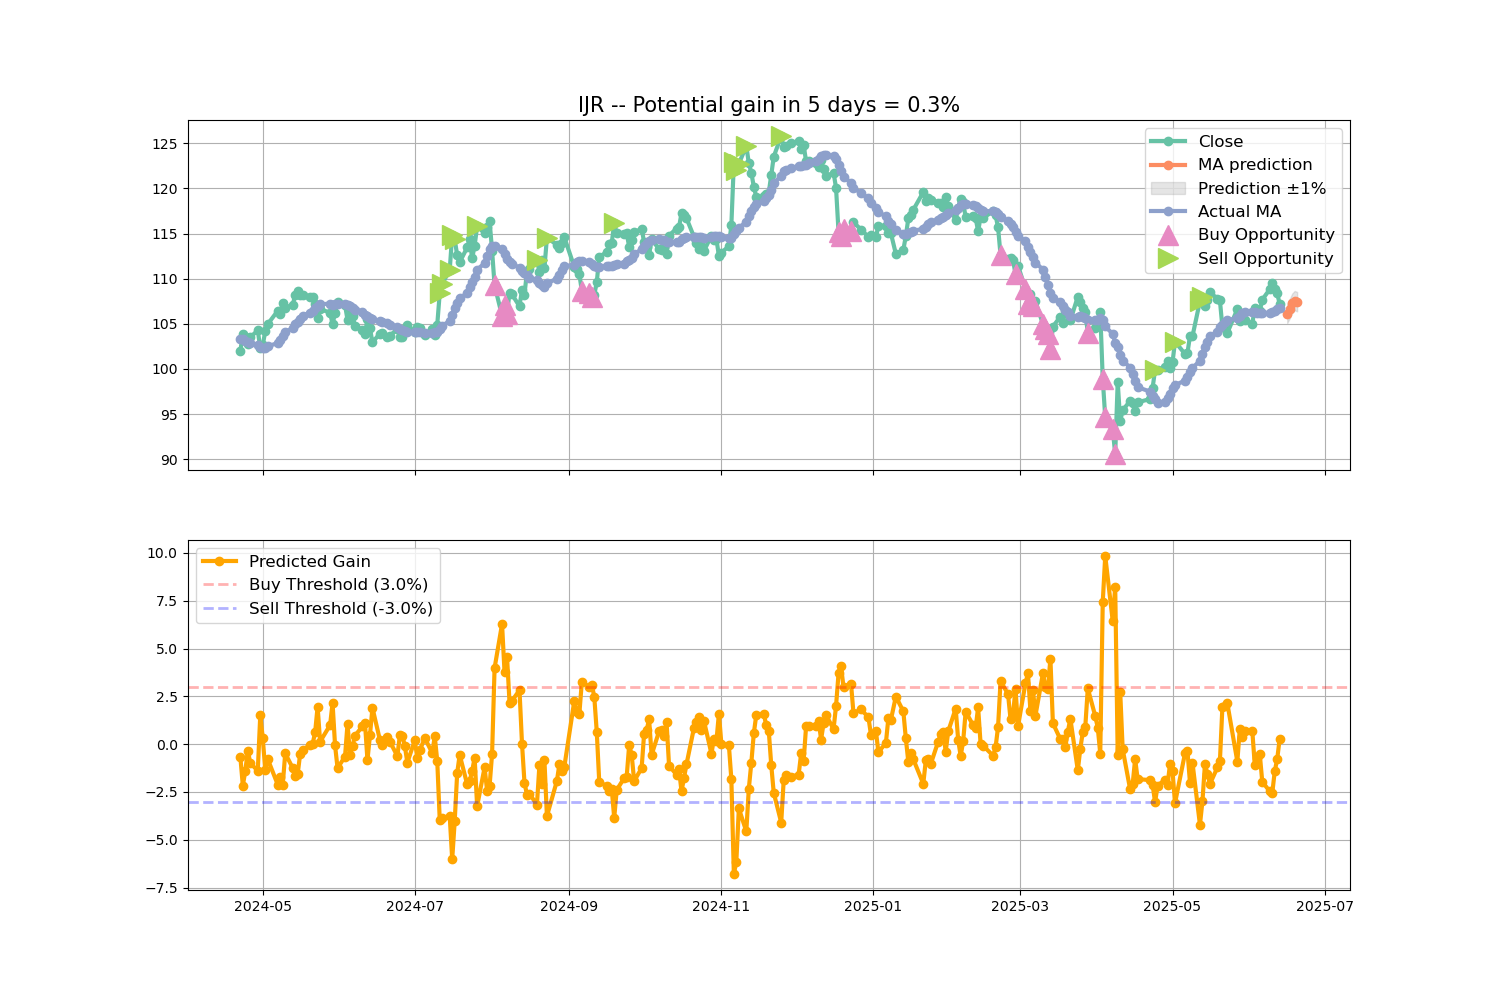 IJR -- Potential gain in 5 days = 0.3%
125
120
115
110
105
100
95
90
Close
MA prediction
Prediction ±1%
Actual MA
Buy Opportunity
Sell Opportunity
10.0
7.5
5.0
2.5
0.0
−2.5
−5.0
−7.5
Predicted Gain
Buy Threshold (3.0%)
Sell Threshold (-3.0%)
2024-05 2024-07 2024-09 2024-11 2025-01 2025-03 2025-05 2025-07